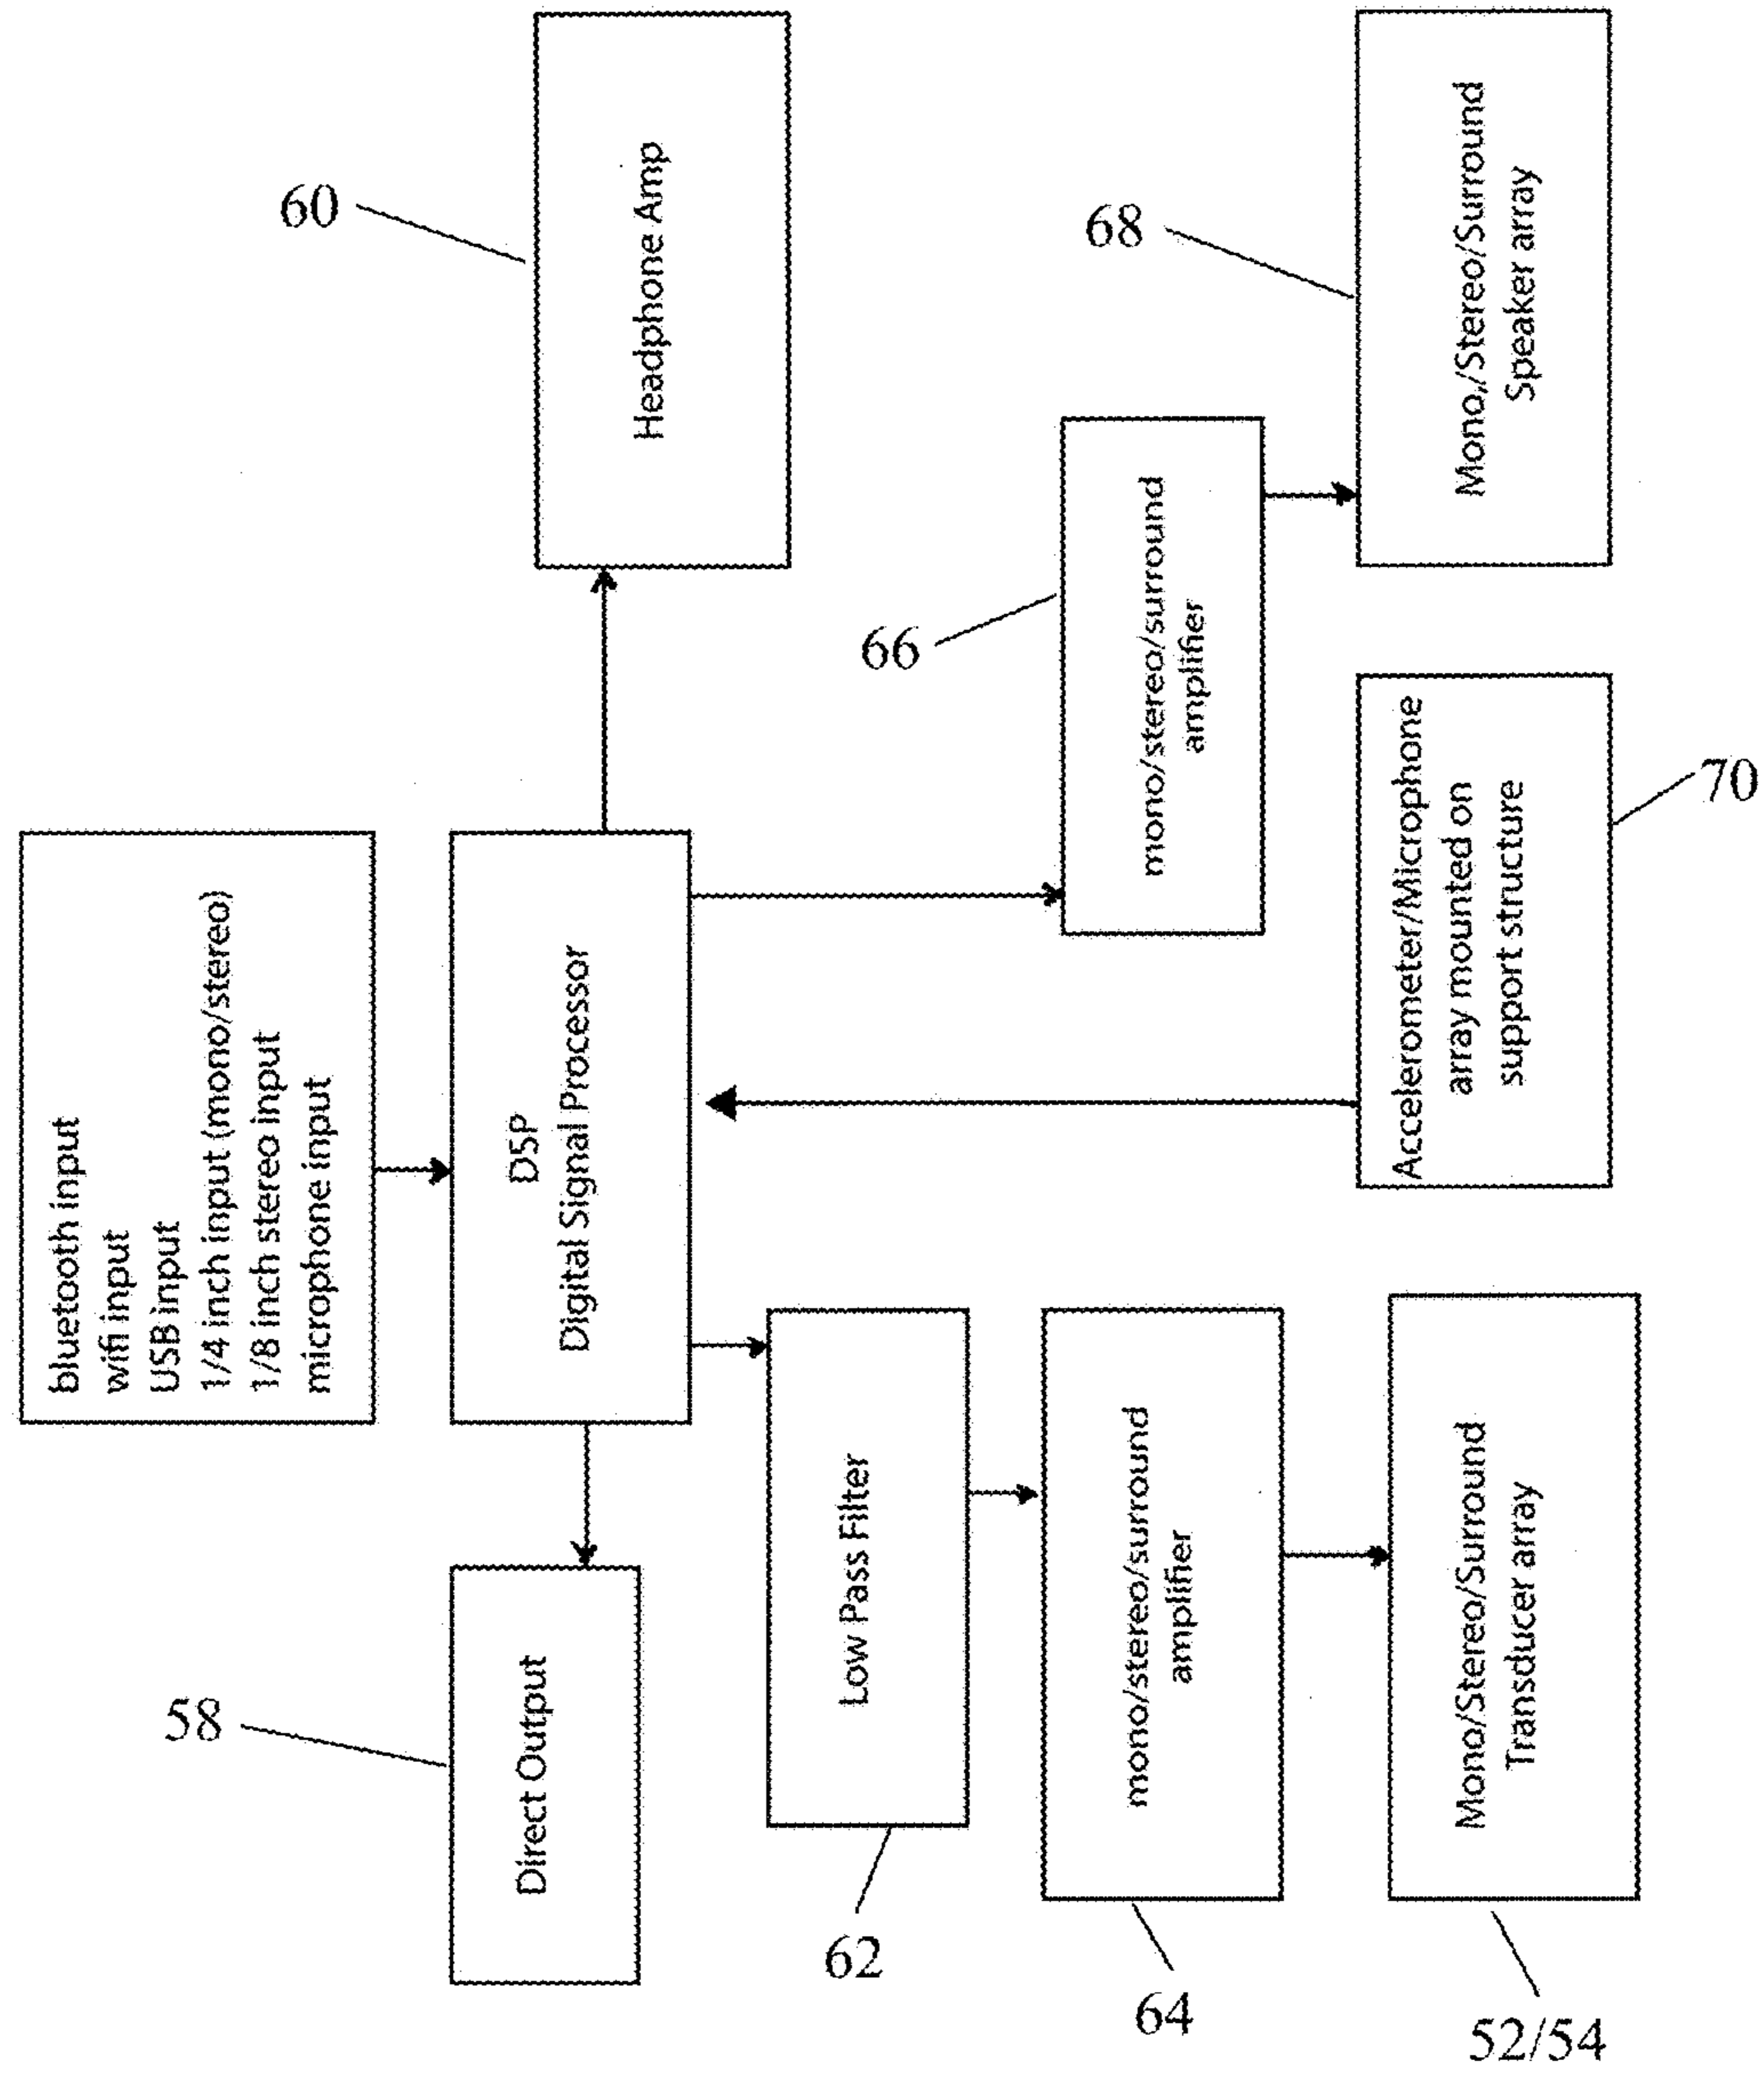 bluetooth input
wifi input
USB input
1/4 inch input (mono/stereo)
1/8 inch stereo input
microphone input
DSP
Digital Signal Processor
58
Direct Output
60
Headphone Amp
Low Pass Filter
62
mono/stereo/surround
amplifier
64
Mono/Stereo/Surround
Transducer array
52/54
66
mono/stereo/surround
amplifier
68
Mono,/Stereo/Surround
Speaker array
Accelerometer/Microphone
array mounted on
support structure
70